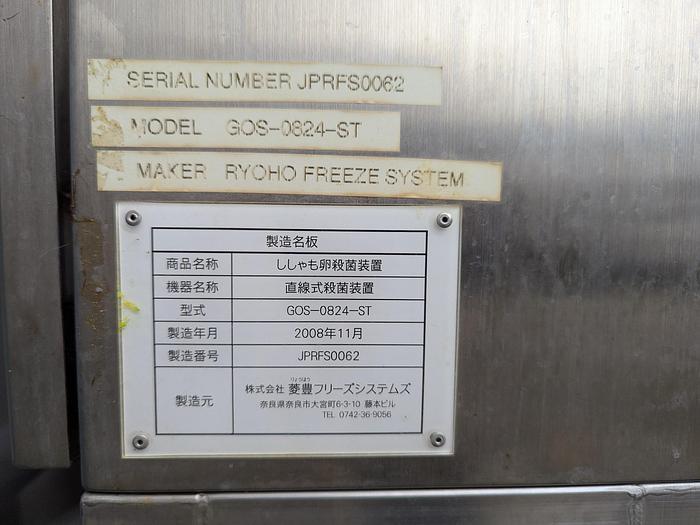 SERIAL NUMBER JPRFS0062
MODEL GOS-0824-ST
MAKER RYOHO FREEZE SYSTEM
製造名板
商品名称 ししゃも卵殺菌装置
機器名称 直線式殺菌装置
型式 GOS-0824-ST
製造年月 2008年11月
製造番号 JPRFS0062
りょうほう
製造元 株式会社 菱豊フリーズシステムズ
奈良県奈良市大宮町6-3-10 藤本ビル
TEL 0742-36-9056